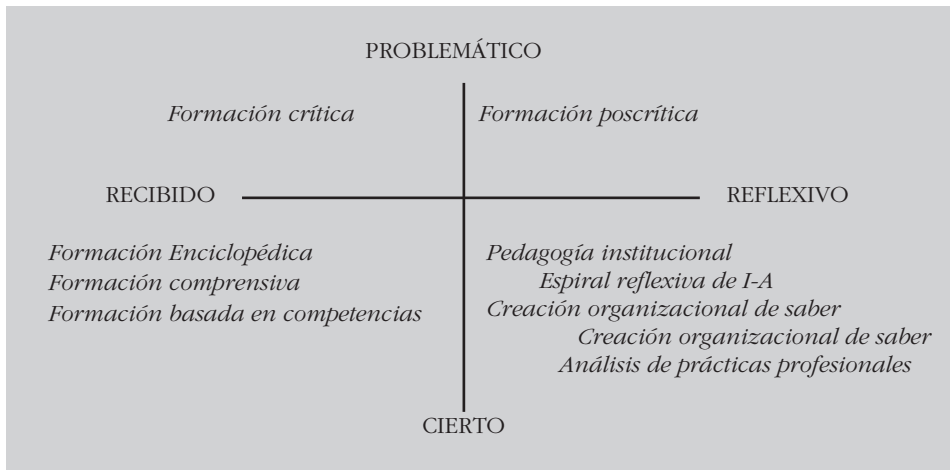 PROBLEMÁTICO
Formación crítica
Formación poscrítica
RECIBIDO
REFLEXIVO
Formación Enciclopédica
Formación comprensiva
Formación basada en competencias
Pedagogía institucional
Espiral reflexiva de I-A
Creación organizacional de saber
Creación organizacional de saber
Análisis de prácticas profesionales
CIERTO